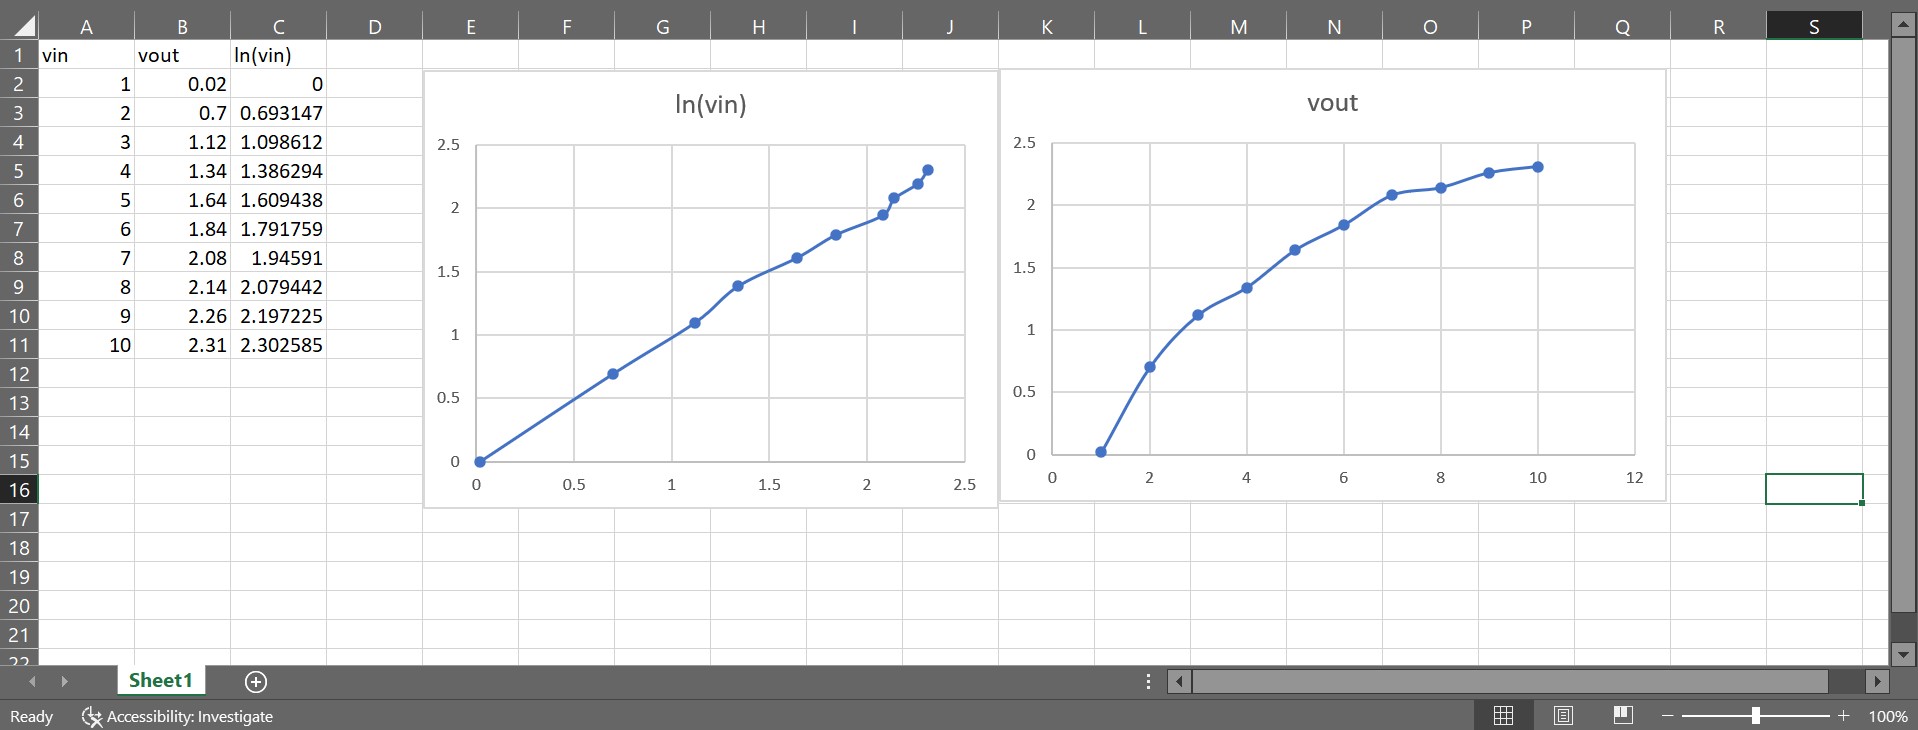 A B C D E F G H I J K L M N O P Q R S
1 vin vout ln(vin)
2 1 0.02 0
3 2 0.7 0.693147
4 3 1.12 1.098612
5 4 1.34 1.386294
6 5 1.64 1.609438
7 6 1.84 1.791759
8 7 2.08 1.94591
9 8 2.14 2.079442
10 9 2.26 2.197225
11 10 2.31 2.302585
12
13
14
15
16
17
18
19
20
21
22
ln(vin)
2.5
2
1.5
1
0.5
0
0 0.5 1 1.5 2 2.5
vout
2.5
2
1.5
1
0.5
0
0 2 4 6 8 10 12
Sheet1
Ready Accessibility: Investigate 100%